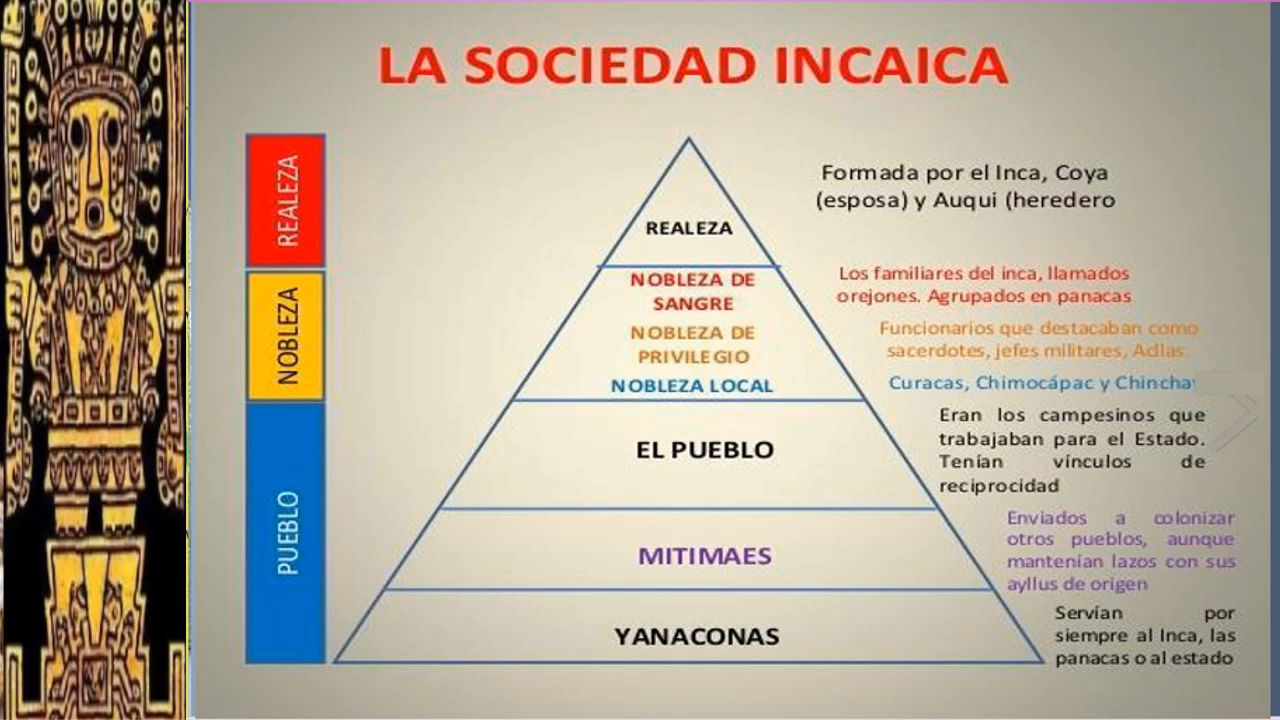 LA SOCIEDAD INCAICA
REALEZA
Formada por el Inca, Coya
(esposa) y Auqui (heredero
REALEZA
NOBLEZA
NOBLEZA DE
SANGRE
Los familiares del inca, llamados
orejones. Agrupados en panacas
NOBLEZA DE
PRIVILEGIO
Funcionarios que destacaban como
sacerdotes, jefes militares, Acllas.
NOBLEZA LOCAL
Curacas, Chimocápac y Chinchay
PUEBLO
EL PUEBLO
Eran los campesinos que
trabajaban para el Estado.
Tenían vínculos de
reciprocidad
MITIMAES
Enviados a colonizar
otros pueblos, aunque
mantenían lazos con sus
ayllus de origen
YANACONAS
Servían por
siempre al Inca, las
panacas o al estado